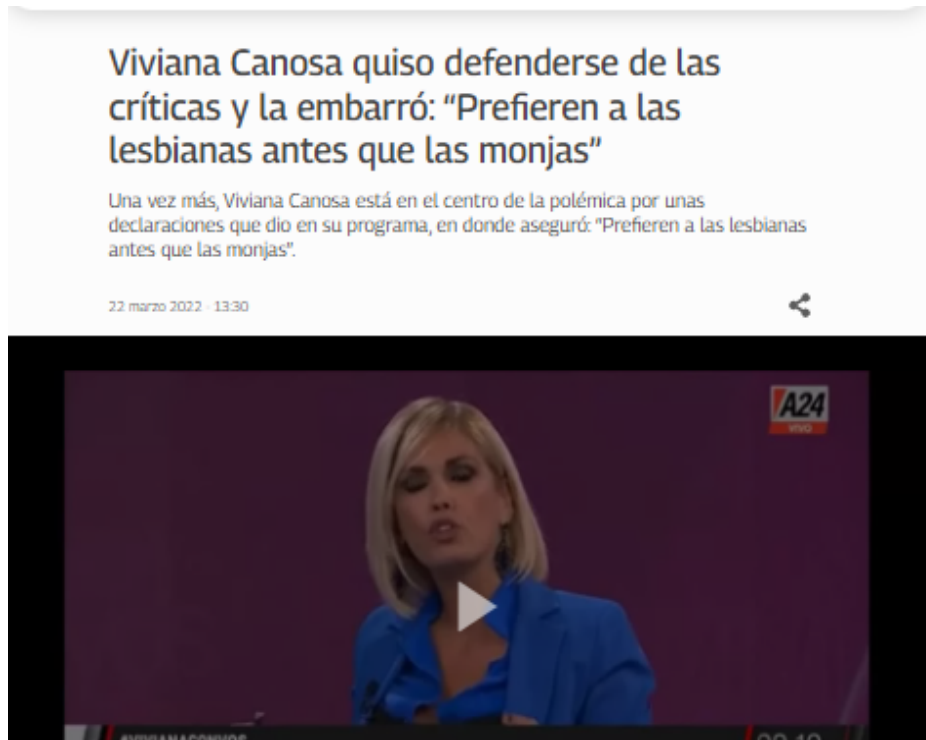 Viviana Canosa quiso defenderse de las
críticas y la embarró: “Prefieren a las
lesbianas antes que las monjas”
Una vez más, Viviana Canosa está en el centro de la polémica por unas
declaraciones que dio en su programa, en donde aseguró: “Prefieren a las lesbianas
antes que las monjas”.
22 marzo 2022 - 13:30
A24
VIVO